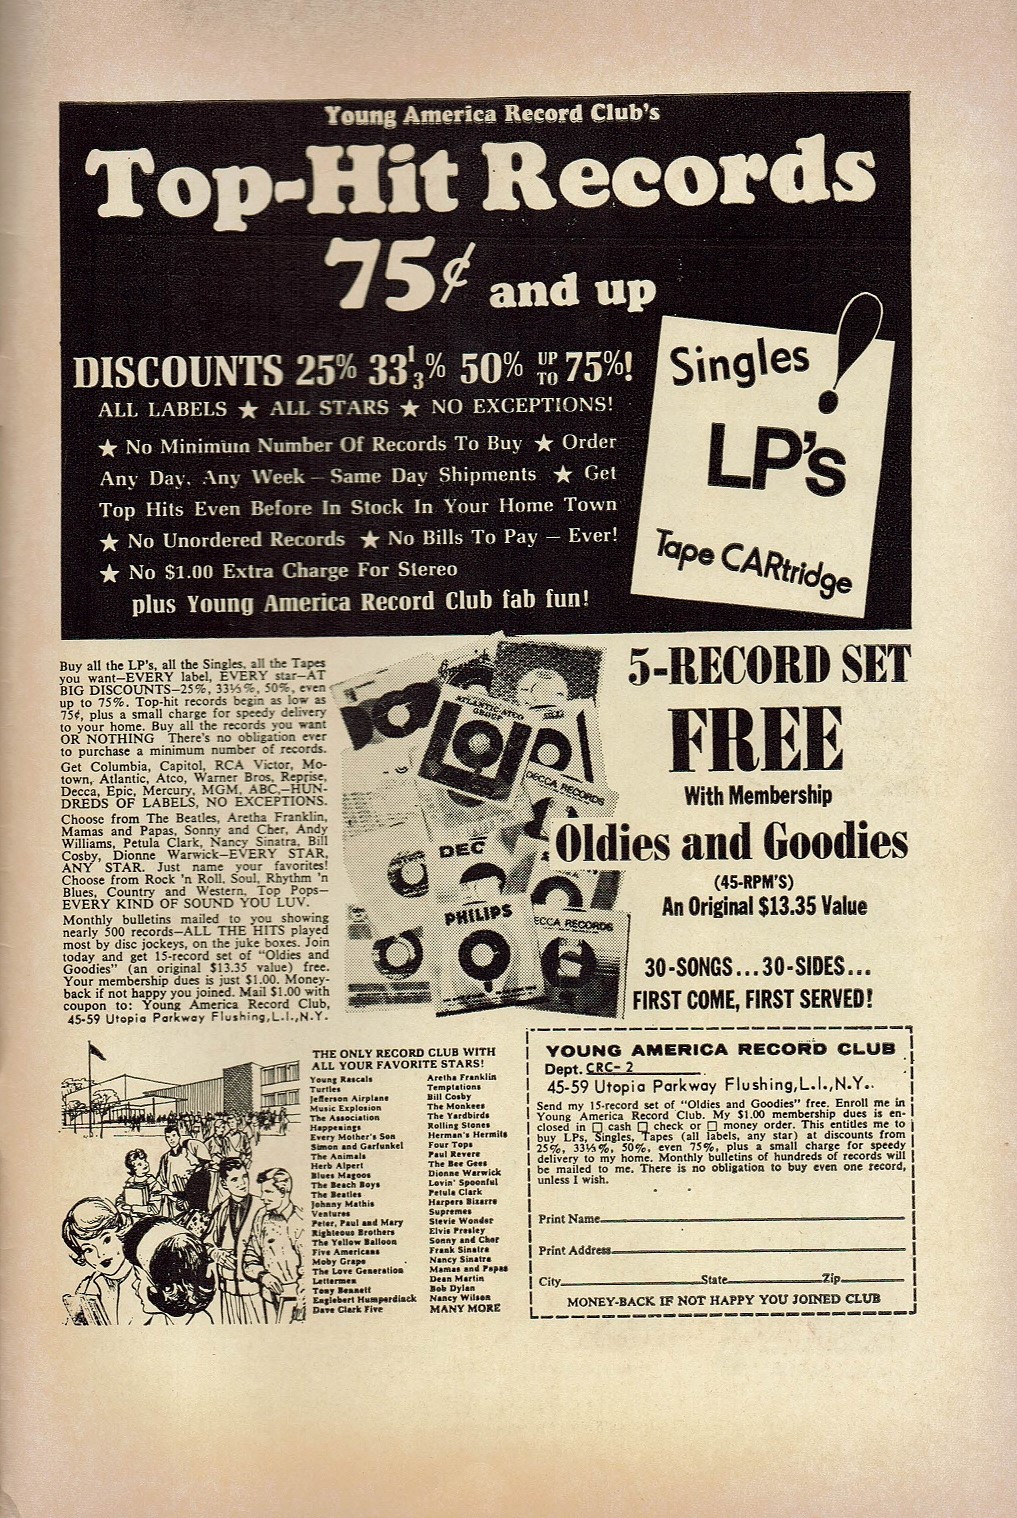 Young America Record Club's
Top-Hit Records
75¢ and up
DISCOUNTS 25% 33⅓% 50% UP TO 75%!
ALL LABELS ★ ALL STARS ★ NO EXCEPTIONS!
★ No Minimum Number Of Records To Buy ★ Order
Any Day, Any Week — Same Day Shipments ★ Get
Top Hits Even Before In Stock In Your Home Town
★ No Unordered Records ★ No Bills To Pay — Ever!
★ No $1.00 Extra Charge For Stereo
plus Young America Record Club fab fun!
Singles!
LP's
Tape CARtridge
Buy all the LP's, all the Singles, all the Tapes
you want—EVERY label, EVERY star—AT
BIG DISCOUNTS—25%, 33⅓%, 50%, even
up to 75%. Top-hit records begin as low as
75¢, plus a small charge for speedy delivery
to your home. Buy all the records you want
OR NOTHING There's no obligation ever
to purchase a minimum number of records.
Get Columbia, Capitol, RCA Victor, Mo-
town, Atlantic, Atco, Warner Bros, Reprise,
Decca, Epic, Mercury, MGM, ABC,—HUN-
DREDS OF LABELS, NO EXCEPTIONS.
Choose from The Beatles, Aretha Franklin,
Mamas and Papas, Sonny and Cher, Andy
Williams, Petula Clark, Nancy Sinatra, Bill
Cosby, Dionne Warwick—EVERY STAR,
ANY STAR. Just name your favorites!
Choose from Rock 'n Roll, Soul, Rhythm 'n
Blues, Country and Western, Top Pops—
EVERY KIND OF SOUND YOU LUV.
Monthly bulletins mailed to you showing
nearly 500 records—ALL THE HITS played
most by disc jockeys, on the juke boxes. Join
today and get 15-record set of "Oldies and
Goodies" (an original $13.35 value) free.
Your membership dues is just $1.00. Money-
back if not happy you joined. Mail $1.00 with
coupon to: Young America Record Club,
45-59 Utopia Parkway Flushing, L.I., N.Y.
ATLANTIC·ATCO
GROUP
DECCA RECORDS
DEC
PHILIPS
DECCA RECORDS
5-RECORD SET
FREE
With Membership
Oldies and Goodies
(45-RPM'S)
An Original $13.35 Value
30-SONGS...30-SIDES...
FIRST COME, FIRST SERVED!
THE ONLY RECORD CLUB WITH
ALL YOUR FAVORITE STARS!
Young Rascals
Turtles
Jefferson Airplane
Music Explosion
The Association
Happenings
Every Mother's Son
Simon and Garfunkel
The Animals
Herb Alpert
Blues Magoos
The Beach Boys
The Beatles
Johnny Mathis
Ventures
Peter, Paul and Mary
Righteous Brothers
The Yellow Balloon
Five Americans
Moby Grape
The Love Generation
Lettermen
Tony Bennett
Englebert Humperdinck
Dave Clark Five
Aretha Franklin
Temptations
Bill Cosby
The Monkees
The Yardbirds
Rolling Stones
Herman's Hermits
Four Tops
Paul Revere
The Bee Gees
Dionne Warwick
Lovin' Spoonful
Petula Clark
Harpers Bizarre
Supremes
Stevie Wonder
Elvis Presley
Sonny and Cher
Frank Sinatra
Nancy Sinatra
Mamas and Papas
Dean Martin
Bob Dylan
Nancy Wilson
MANY MORE
YOUNG AMERICA RECORD CLUB
Dept. CRC-2
45-59 Utopia Parkway Flushing, L.I., N.Y.
Send my 15-record set of "Oldies and Goodies" free. Enroll me in
Young America Record Club. My $1.00 membership dues is en-
closed in ☐ cash ☐ check or ☐ money order. This entitles me to
buy LPs, Singles, Tapes (all labels, any star) at discounts from
25%, 33⅓%, 50%, even 75%, plus a small charge for speedy
delivery to my home. Monthly bulletins of hundreds of records will
be mailed to me. There is no obligation to buy even one record,
unless I wish.
Print Name
Print Address
City State Zip
MONEY-BACK IF NOT HAPPY YOU JOINED CLUB